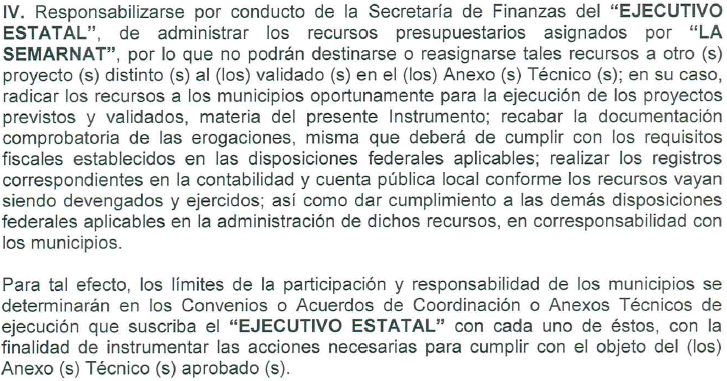 IV. Responsabilizarse por conducto de la Secretaría de Finanzas del “EJECUTIVO
ESTATAL”, de administrar los recursos presupuestarios asignados por “LA
SEMARNAT”, por lo que no podrán destinarse o reasignarse tales recursos a otro (s)
proyecto (s) distinto (s) al (los) validado (s) en el (los) Anexo (s) Técnico (s); en su caso,
radicar los recursos a los municipios oportunamente para la ejecución de los proyectos
previstos y validados, materia del presente Instrumento; recabar la documentación
comprobatoria de las erogaciones, misma que deberá de cumplir con los requisitos
fiscales establecidos en las disposiciones federales aplicables; realizar los registros
correspondientes en la contabilidad y cuenta pública local conforme los recursos vayan
siendo devengados y ejercidos; así como dar cumplimiento a las demás disposiciones
federales aplicables en la administración de dichos recursos, en corresponsabilidad con
los municipios.
Para tal efecto, los límites de la participación y responsabilidad de los municipios se
determinarán en los Convenios o Acuerdos de Coordinación o Anexos Técnicos de
ejecución que suscriba el “EJECUTIVO ESTATAL” con cada uno de éstos, con la
finalidad de instrumentar las acciones necesarias para cumplir con el objeto del (los)
Anexo (s) Técnico (s) aprobado (s).